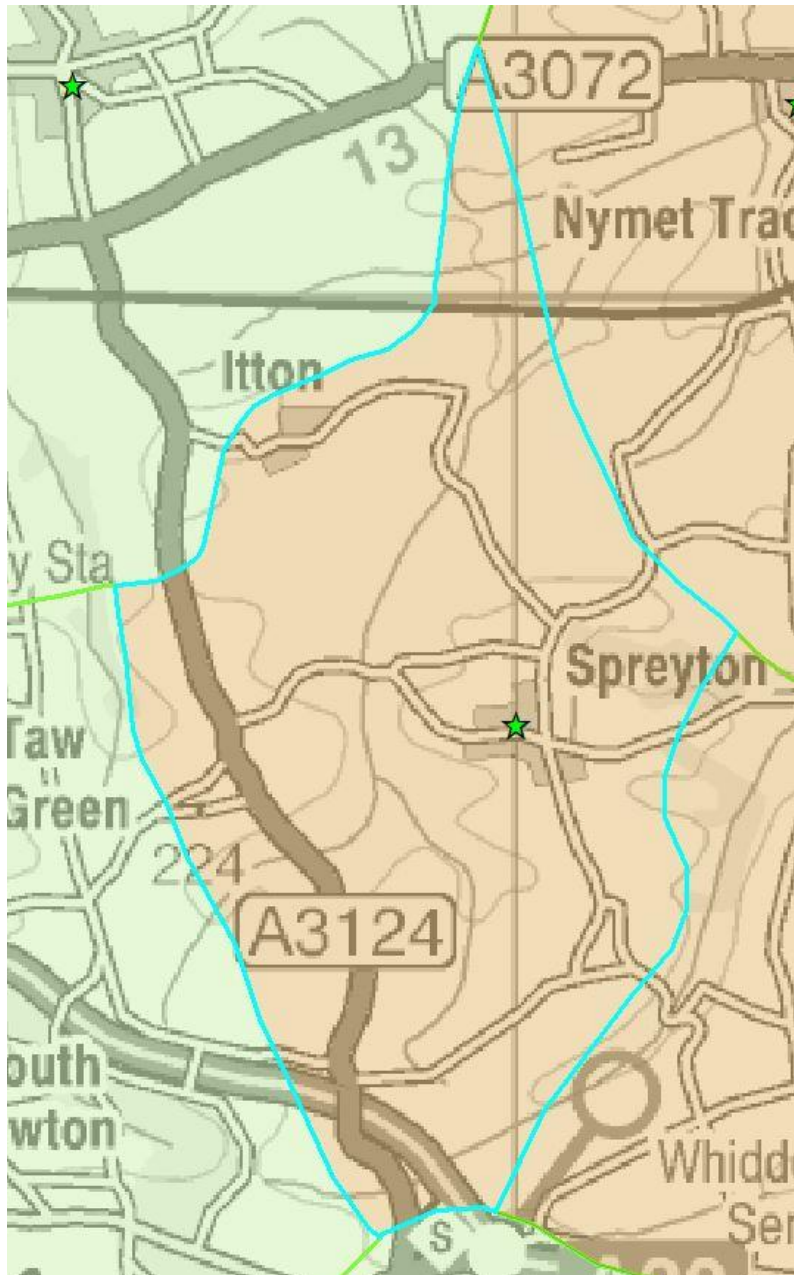 A3072
13
Nymet Trac
Itton
y Sta
Spreyton
Taw
Green
224
A3124
outh
wton
Whidd
Ser
S